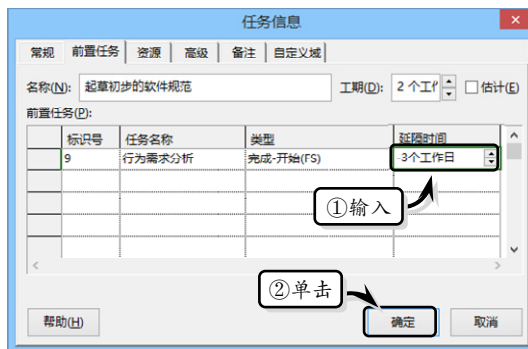 任务信息
常规 前置任务 资源 高级 备注 自定义域
名称(N): 起草初步的软件规范 工期(D): 2 个工作 估计(E)
前置任务(P):
标识号 任务名称 类型 延隔时间
9 行为需求分析 完成-开始(FS) -3个工作日
①输入
②单击
帮助(H) 确定 取消